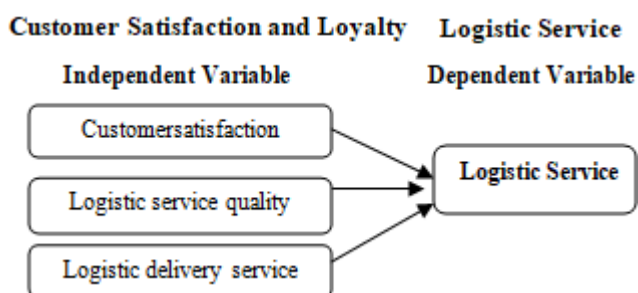 Customer Satisfaction and Loyalty
Logistic Service
Independent Variable
Dependent Variable
Customersatisfaction
Logistic service quality
Logistic delivery service
Logistic Service